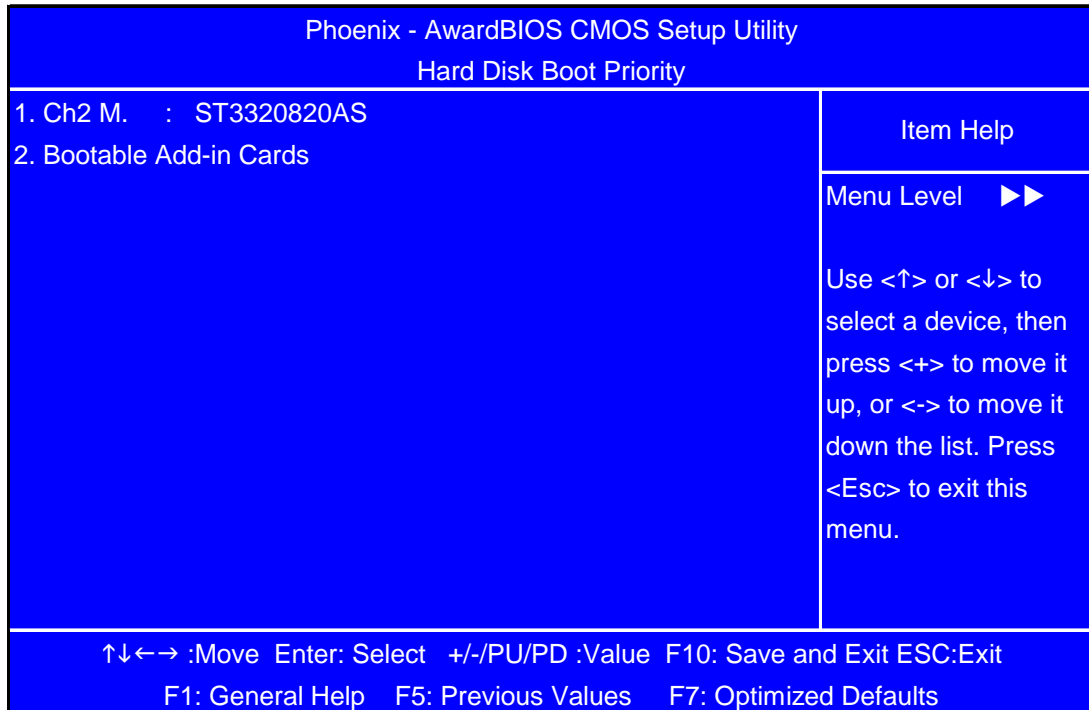 Phoenix - AwardBIOS CMOS Setup Utility
Hard Disk Boot Priority
1. Ch2 M. : ST3320820AS
2. Bootable Add-in Cards
Item Help
Menu Level ▶▶
Use <↑> or <↓> to
select a device, then
press <+> to move it
up, or <-> to move it
down the list. Press
<Esc> to exit this
menu.
↑↓←→ :Move Enter: Select +/-/PU/PD :Value F10: Save and Exit ESC:Exit
F1: General Help F5: Previous Values F7: Optimized Defaults